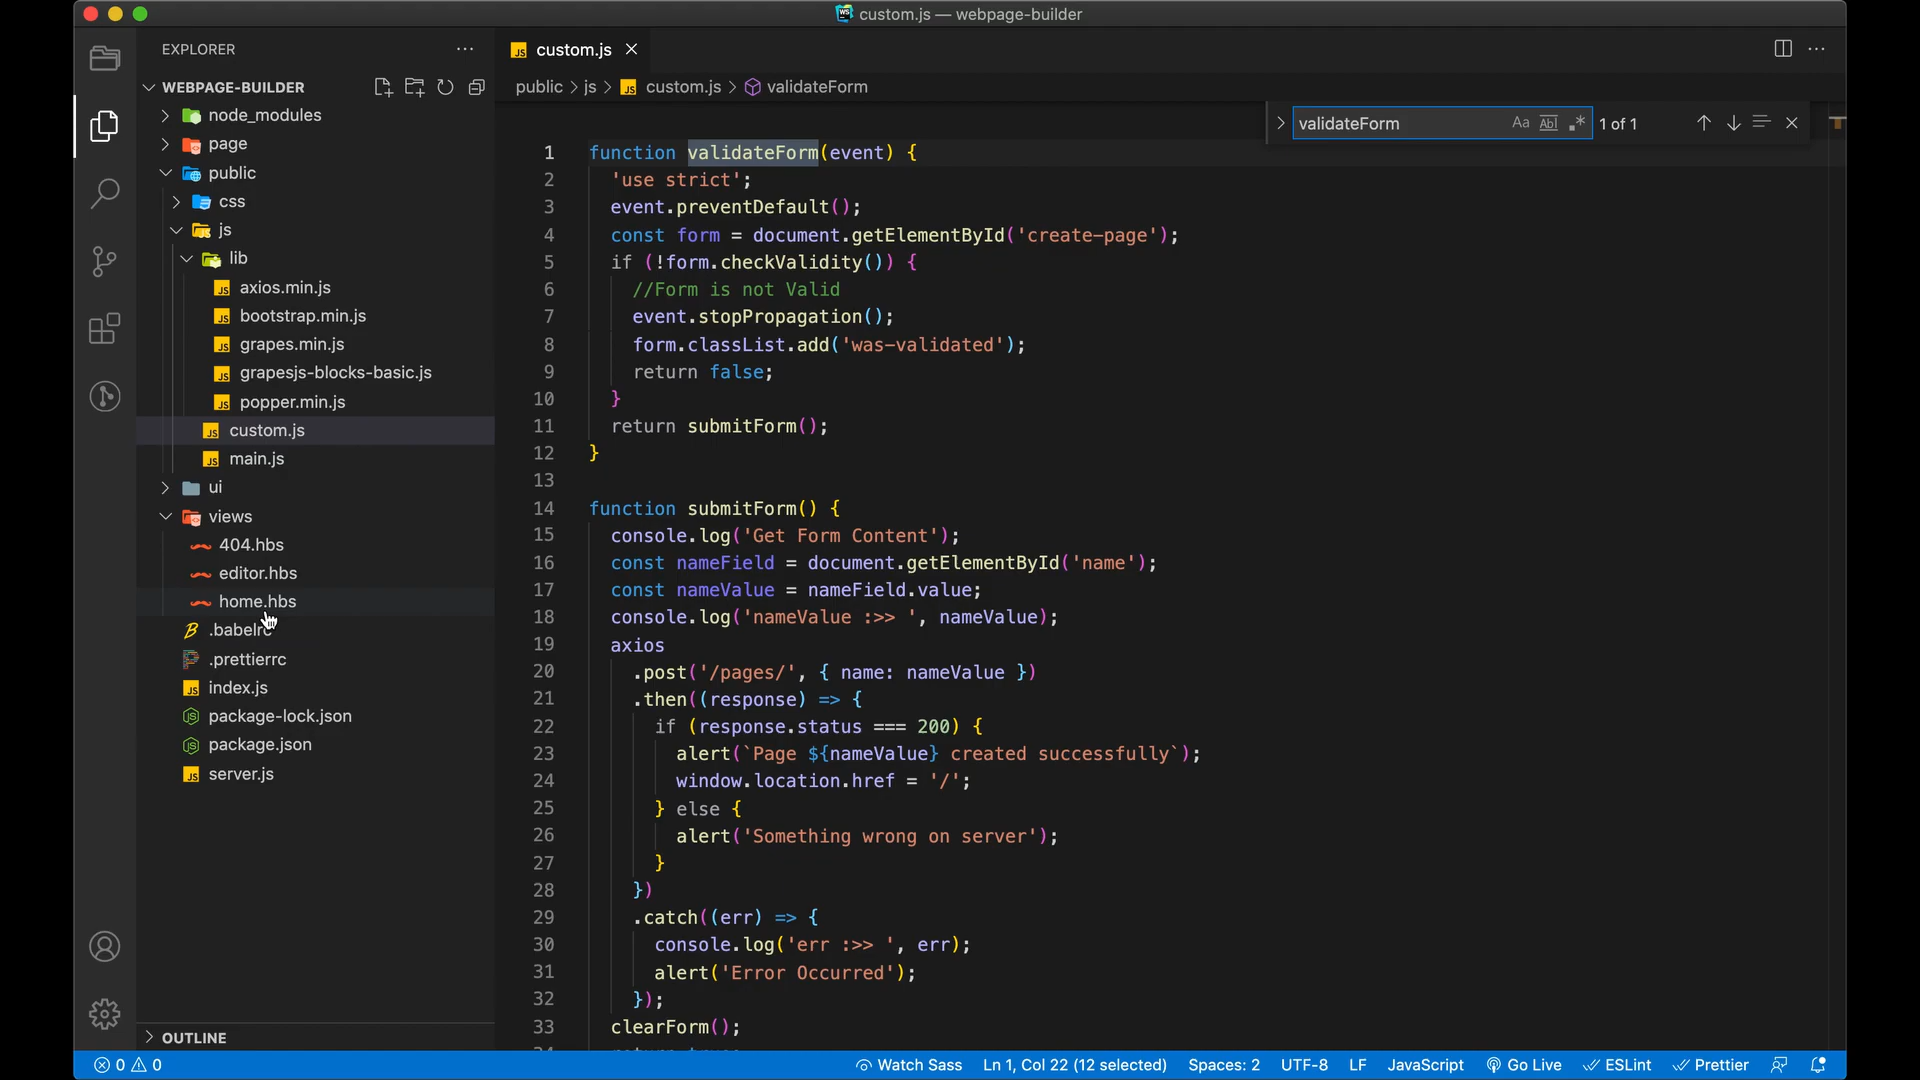 custom.js — webpage-builder
EXPLORER
WEBPAGE-BUILDER
node_modules
page
public
css
js
lib
axios.min.js
bootstrap.min.js
grapes.min.js
grapesjs-blocks-basic.js
popper.min.js
custom.js
main.js
ui
views
404.hbs
editor.hbs
home.hbs
.babelrc
.prettierrc
index.js
package-lock.json
package.json
server.js
OUTLINE
custom.js
public > js > custom.js > validateForm
validateForm Aa Abl .* 1 of 1
1 function validateForm(event) {
2 'use strict';
3 event.preventDefault();
4 const form = document.getElementById('create-page');
5 if (!form.checkValidity()) {
6 //Form is not Valid
7 event.stopPropagation();
8 form.classList.add('was-validated');
9 return false;
10 }
11 return submitForm();
12 }
13
14 function submitForm() {
15 console.log('Get Form Content');
16 const nameField = document.getElementById('name');
17 const nameValue = nameField.value;
18 console.log('nameValue :>> ', nameValue);
19 axios
20 .post('/pages/', { name: nameValue })
21 .then((response) => {
22 if (response.status === 200) {
23 alert(`Page ${nameValue} created successfully`);
24 window.location.href = '/';
25 } else {
26 alert('Something wrong on server');
27 }
28 })
29 .catch((err) => {
30 console.log('err :>> ', err);
31 alert('Error Occurred');
32 });
33 clearForm();
0 0 Watch Sass Ln 1, Col 22 (12 selected) Spaces: 2 UTF-8 LF JavaScript Go Live ESLint Prettier